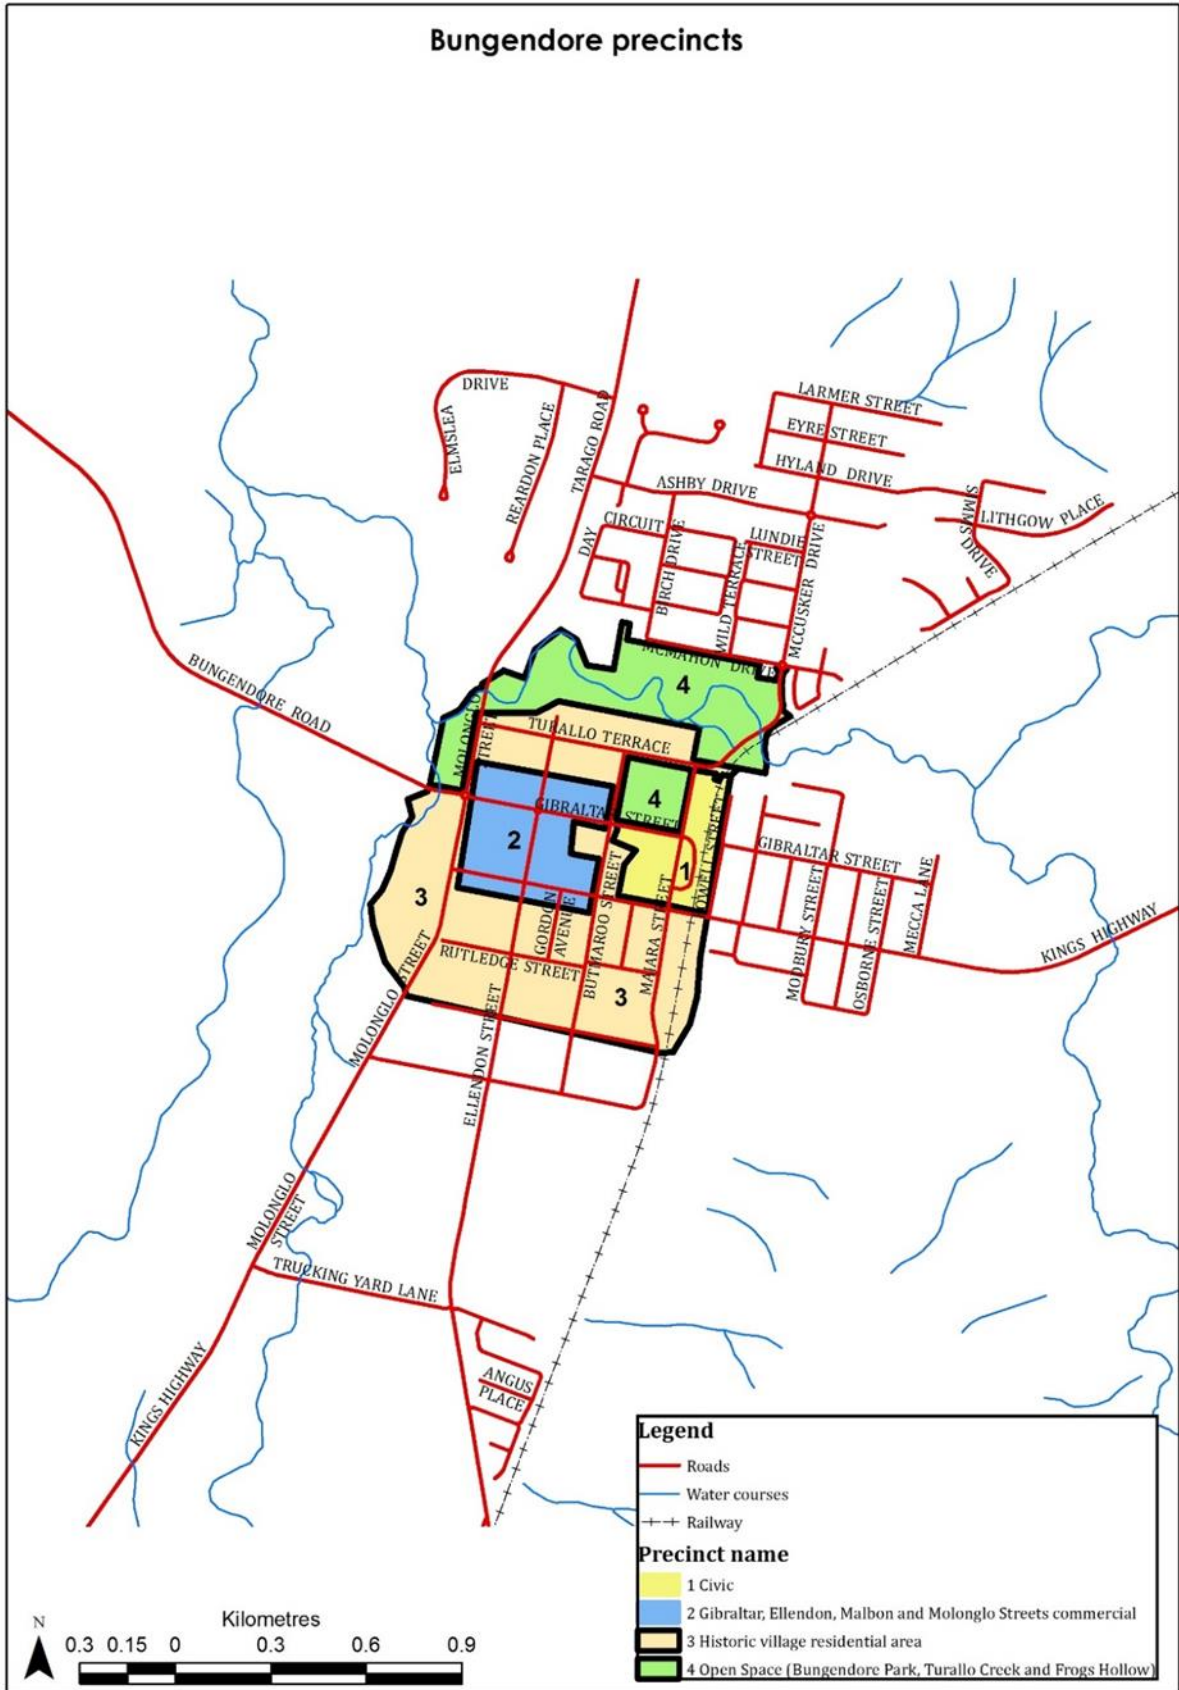 Bungendore precincts
DRIVE
ELMSLEA
REARDON PLACE
TARAGO ROAD
LARMER STREET
EYRE STREET
HYLAND DRIVE
ASHBY DRIVE
SIMMS DRIVE
LITHGOW PLACE
DAY
CIRCUIT
BIRCH DRIVE
LUNDIE
STREET
WILD TERRACE
MCCUSKER DRIVE
MCMAHON DRIVE
4
BUNGENDORE ROAD
MOLONGLO
STREET
TURALLO TERRACE
4
GIBRALTAR STREET
2
1
GIBRALTAR STREET
3
GORDON
AVENUE
BUTMAROO STREET
MAJARA STREET
MODBURY STREET
OSBORNE STREET
MECCA LANE
KINGS HIGHWAY
RUTLEDGE STREET
3
MOLONGLO STREET
ELLENDON STREET
MOLONGLO
STREET
TRUCKING YARD LANE
KINGS HIGHWAY
ANGUS
PLACE
Legend
Roads
Water courses
Railway
Precinct name
1 Civic
2 Gibraltar, Ellendon, Malbon and Molonglo Streets commercial
3 Historic village residential area
4 Open Space (Bungendore Park, Turallo Creek and Frogs Hollow)
N
Kilometres
0.3 0.15 0 0.3 0.6 0.9